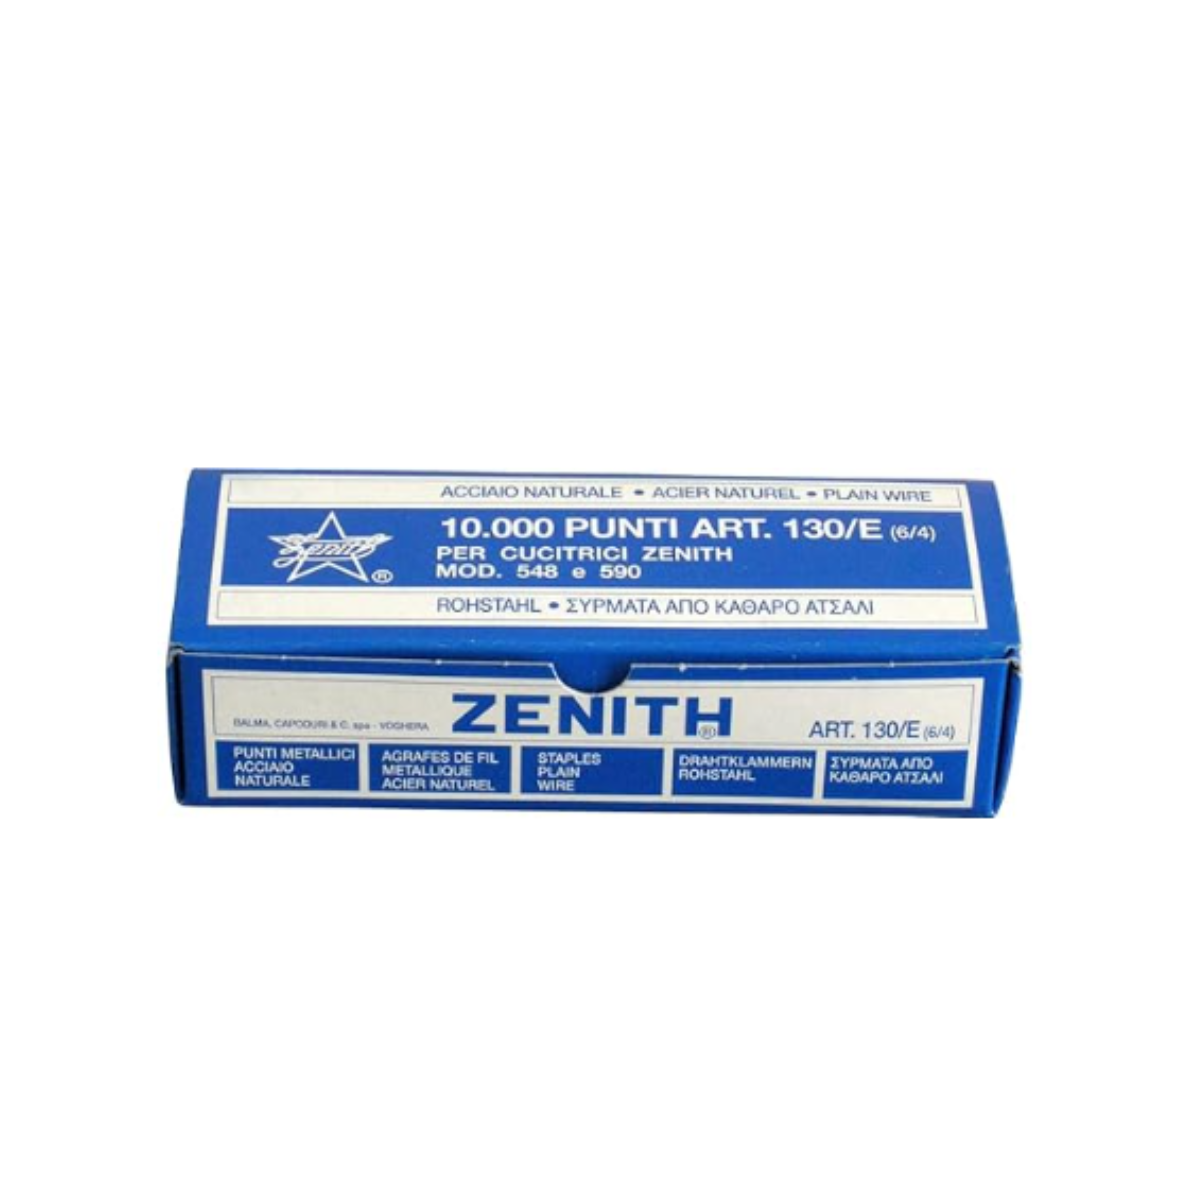 ACCIAIO NATURALE • ACIER NATUREL • PLAIN WIRE
Zenith ®
10.000 PUNTI ART. 130/E (6/4)
PER CUCITRICI ZENITH
MOD. 548 e 590
ROHSTAHL • ΣΥΡΜΑΤΑ ΑΠΟ ΚΑΘΑΡΟ ΑΤΣΑΛΙ
BALMA, CAPODURI & C. spa - VOGHERA
ZENITH ®
ART. 130/E (6/4)
PUNTI METALLICI
ACCIAIO
NATURALE
AGRAFES DE FIL
METALLIQUE
ACIER NATUREL
STAPLES
PLAIN
WIRE
DRAHTKLAMMERN
ROHSTAHL
ΣΥΡΜΑΤΑ ΑΠΟ
ΚΑΘΑΡΟ ΑΤΣΑΛΙ